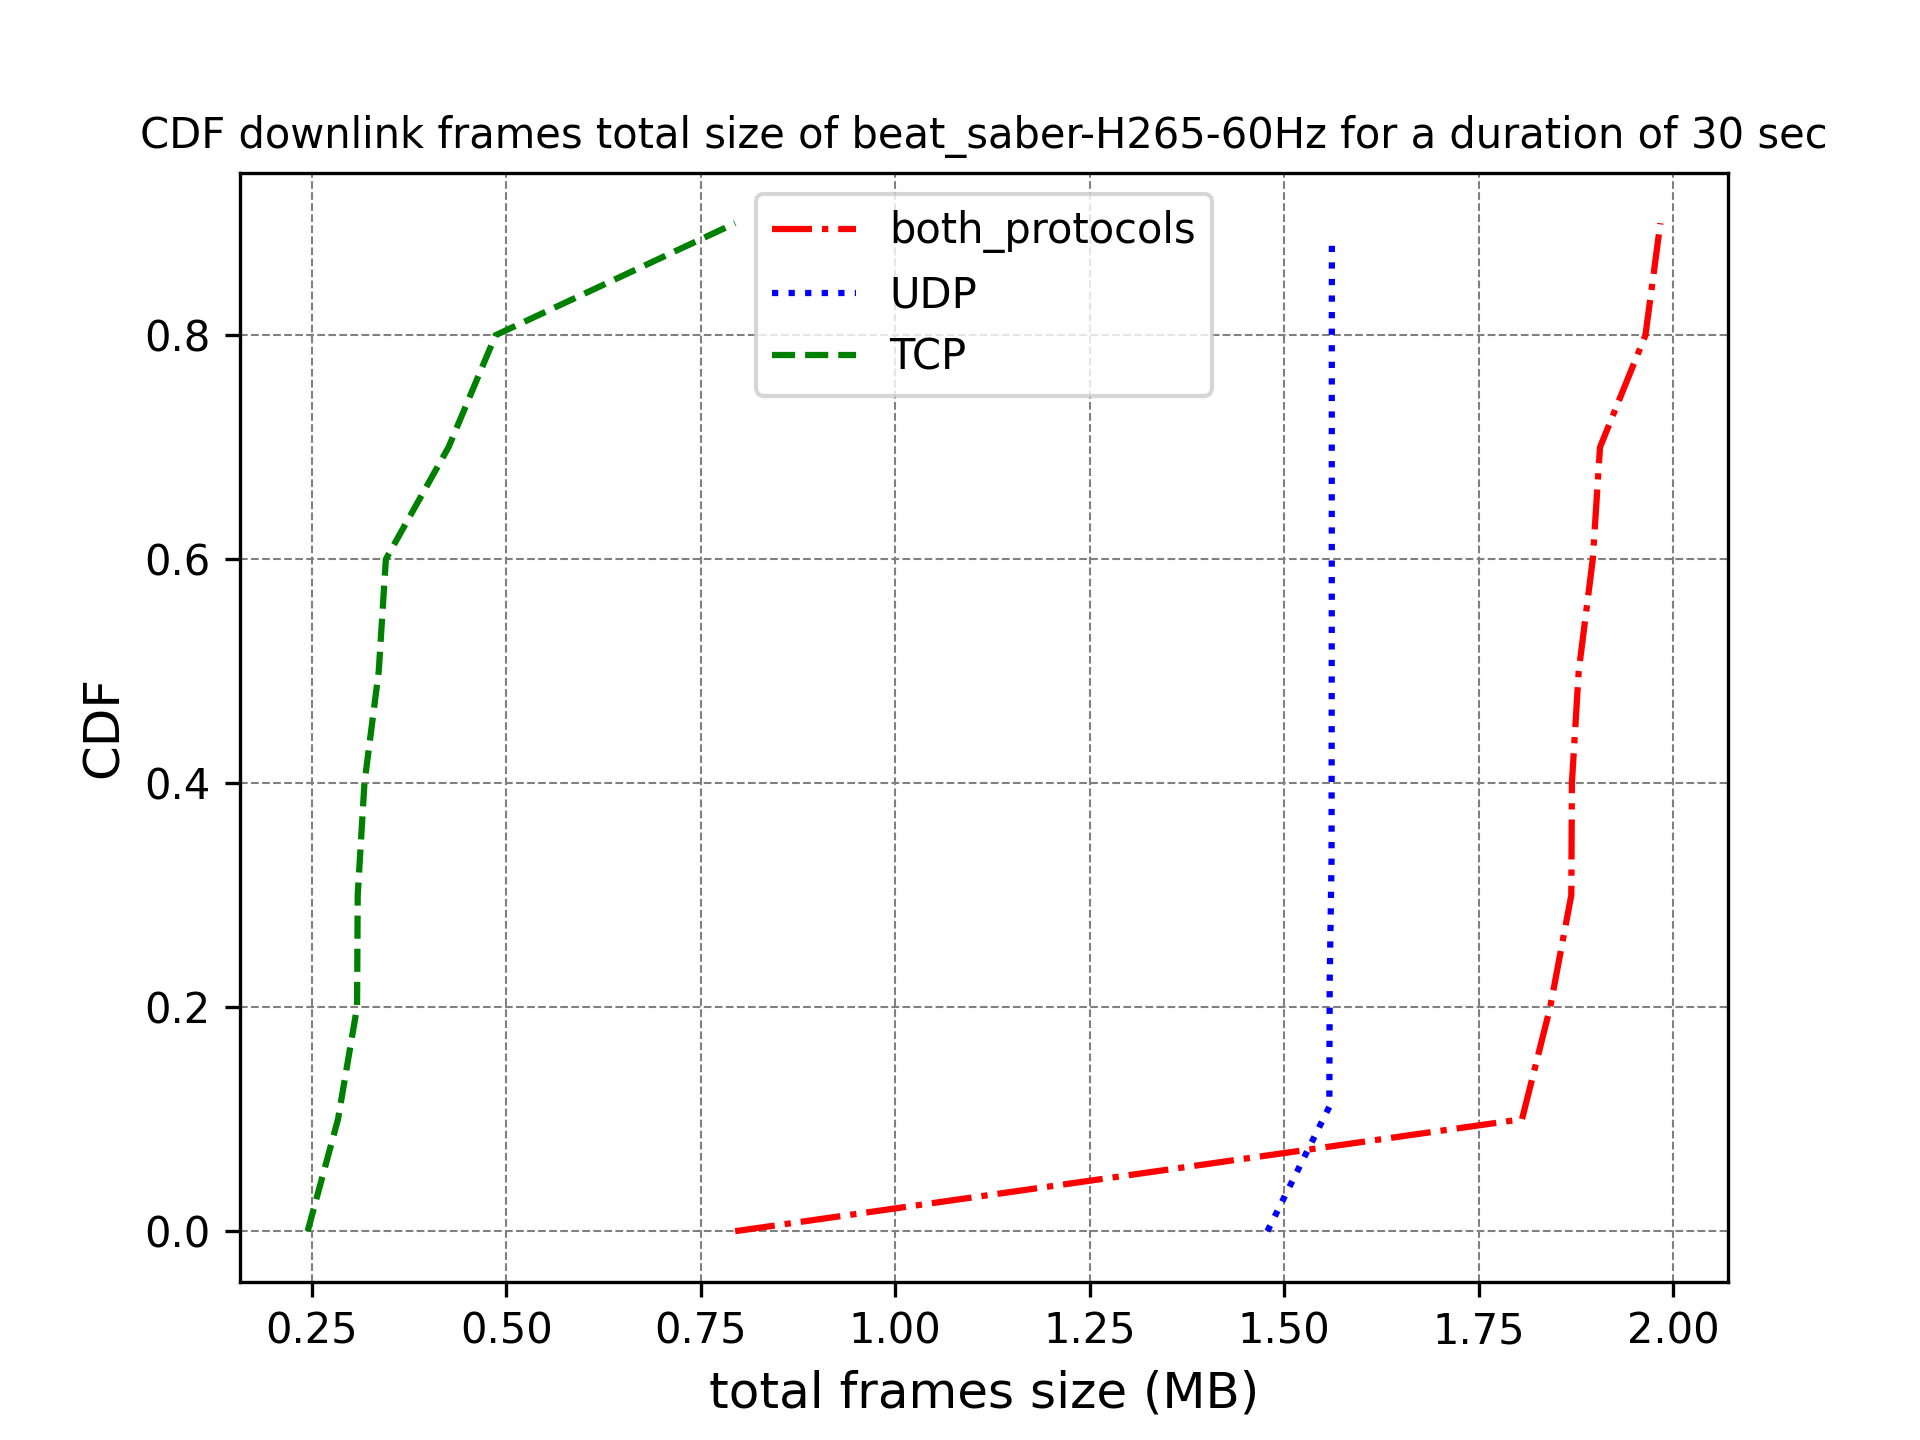 CDF downlink frames total size of beat_saber-H265-60Hz for a duration of 30 sec
both_protocols
UDP
TCP
CDF
0.8
0.6
0.4
0.2
0.0
0.25 0.50 0.75 1.00 1.25 1.50 1.75 2.00
total frames size (MB)